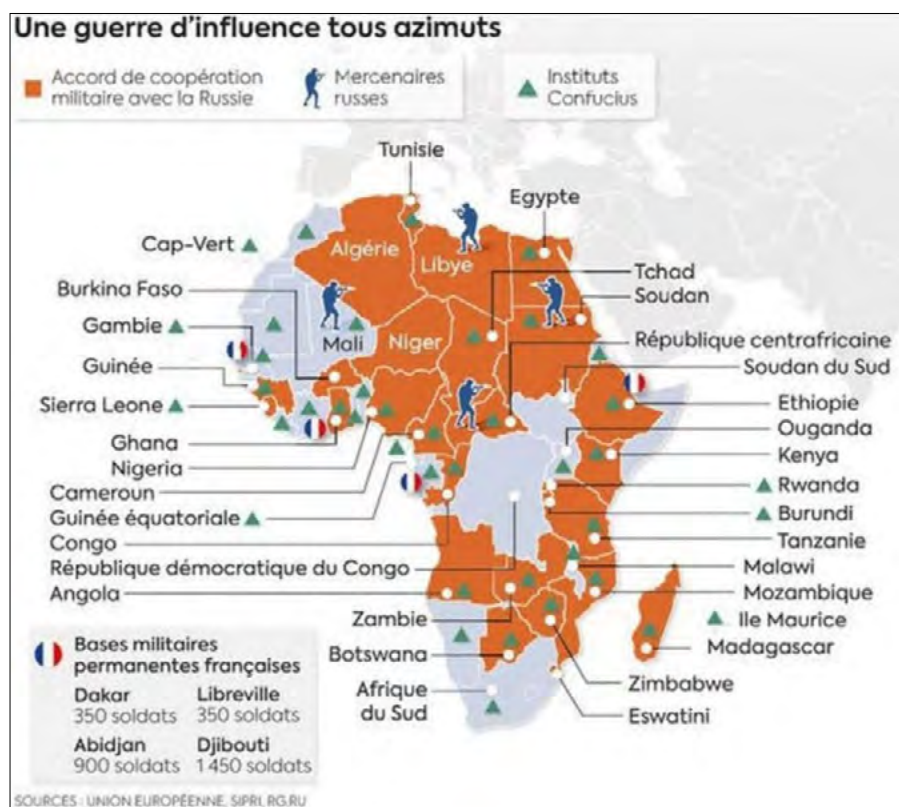 Une guerre d'influence tous azimuts
Accord de coopération
militaire avec la Russie
Mercenaires
russes
Instituts
Confucius
Tunisie
Egypte
Cap-Vert
Algérie
Libye
Tchad
Burkina Faso
Soudan
Gambie
Mali
Niger
République centrafricaine
Guinée
Soudan du Sud
Sierra Leone
Ethiopie
Ghana
Ouganda
Nigeria
Kenya
Cameroun
Rwanda
Guinée équatoriale
Burundi
Congo
Tanzanie
République démocratique du Congo
Malawi
Angola
Mozambique
Zambie
Ile Maurice
Botswana
Madagascar
Afrique
du Sud
Zimbabwe
Eswatini
Bases militaires
permanentes françaises
Dakar
350 soldats
Libreville
350 soldats
Abidjan
900 soldats
Djibouti
1 450 soldats
SOURCES : UNION EUROPÉENNE, SIPRI, RG.RU